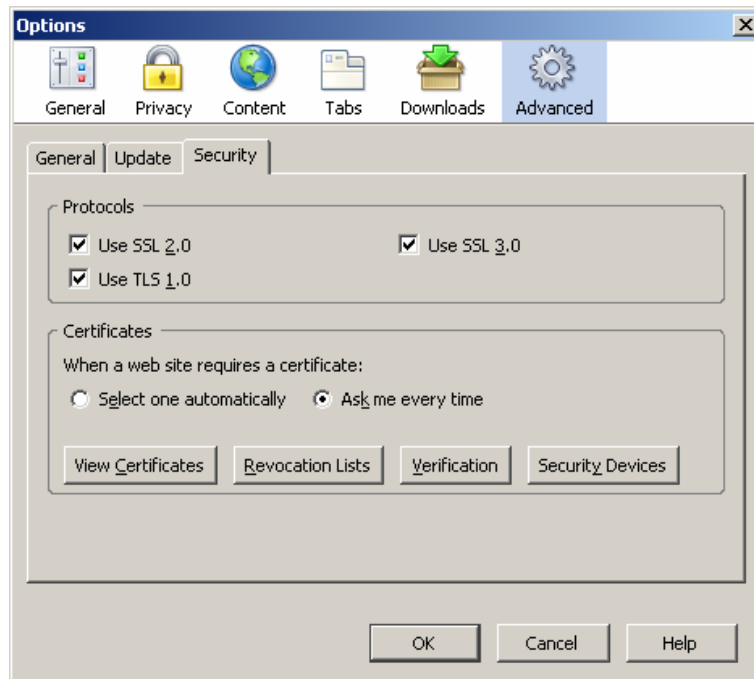 Options
General Privacy Content Tabs Downloads Advanced
General Update Security
Protocols
Use SSL 2.0 Use SSL 3.0
Use TLS 1.0
Certificates
When a web site requires a certificate:
Select one automatically Ask me every time
View Certificates Revocation Lists Verification Security Devices
OK Cancel Help